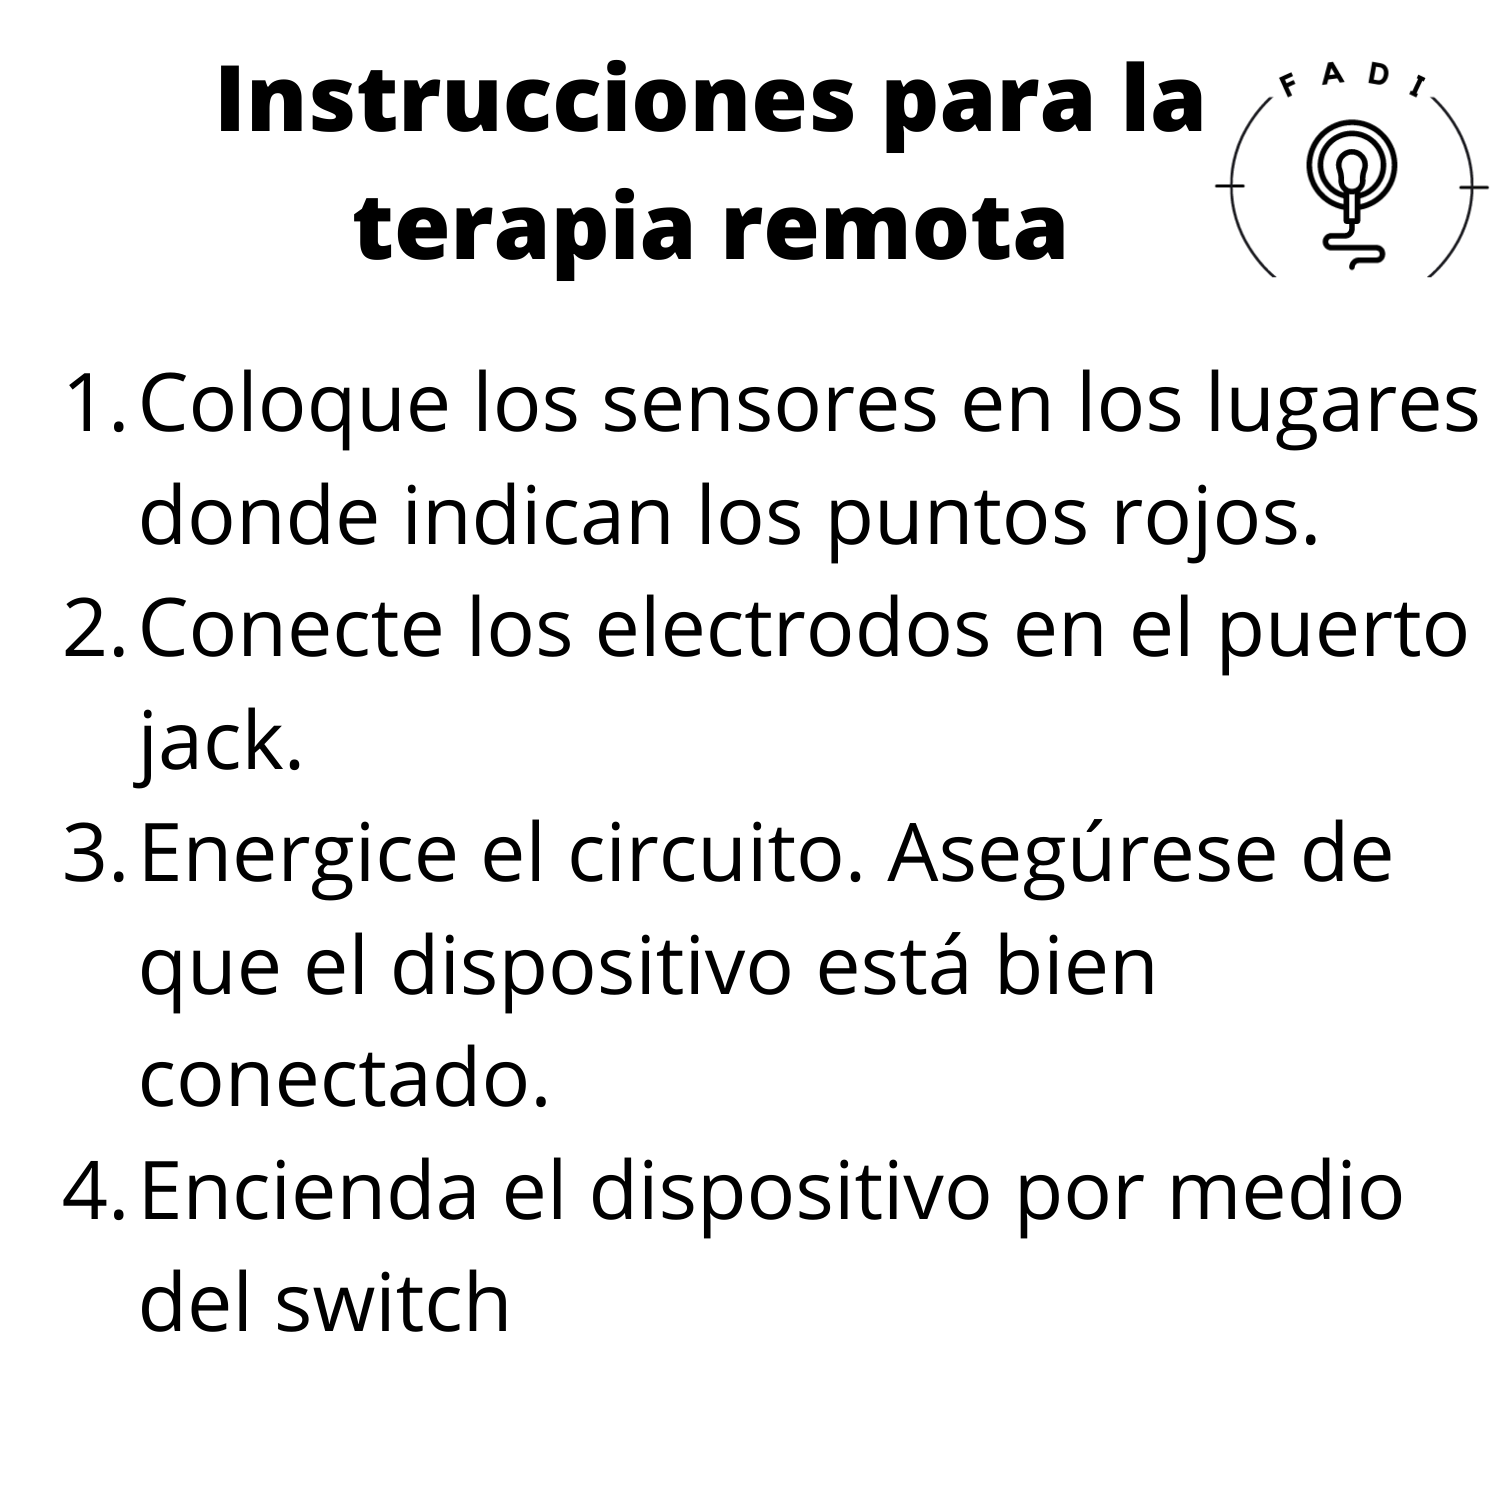 Instrucciones para la
terapia remota
FADI
1. Coloque los sensores en los lugares
donde indican los puntos rojos.
2. Conecte los electrodos en el puerto
jack.
3. Energice el circuito. Asegúrese de
que el dispositivo está bien
conectado.
4. Encienda el dispositivo por medio
del switch